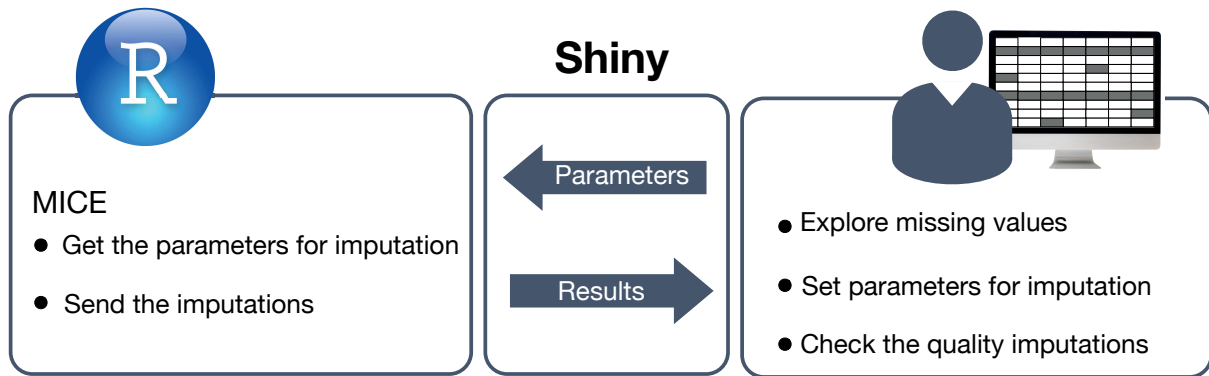 R
Shiny
MICE
Get the parameters for imputation
Send the imputations
Parameters
Results
Explore missing values
Set parameters for imputation
Check the quality imputations